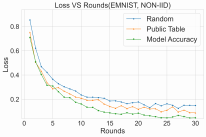 Loss VS Rounds(EMNIST, NON-IID)
Random
Public Table
Model Accuracy
Loss
0.8
0.6
0.4
0.2
0
5
10
15
20
25
30
Rounds